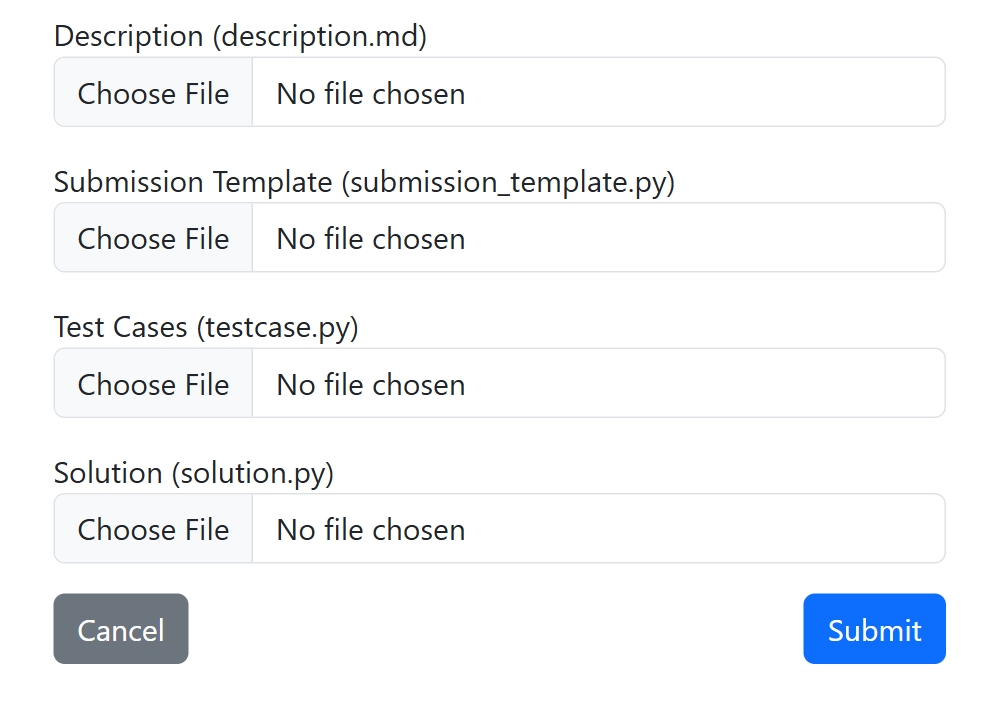 Description (description.md)
Choose File No file chosen
Submission Template (submission_template.py)
Choose File No file chosen
Test Cases (testcase.py)
Choose File No file chosen
Solution (solution.py)
Choose File No file chosen
Cancel Submit